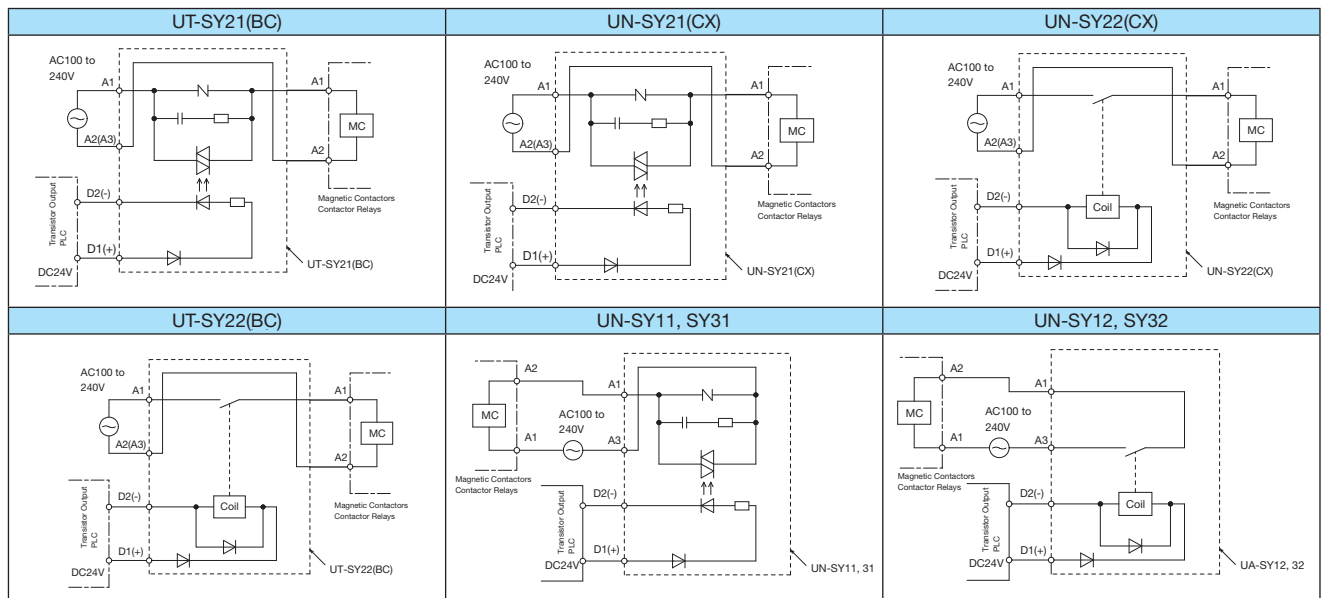 UT-SY21(BC)
AC100 to
240V
A1
A1
MC
A2(A3)
A2
Transistor Output
PLC
D2(-)
Magnetic Contactors
Contactor Relays
D1(+)
DC24V
UT-SY21(BC)
UN-SY21(CX)
AC100 to
240V
A1
A1
MC
A2(A3)
A2
Transistor Output
PLC
D2(-)
Magnetic Contactors
Contactor Relays
D1(+)
DC24V
UN-SY21(CX)
UN-SY22(CX)
AC100 to
240V
A1
A1
MC
A2(A3)
A2
Transistor Output
PLC
D2(-)
Coil
Magnetic Contactors
Contactor Relays
D1(+)
DC24V
UN-SY22(CX)
UT-SY22(BC)
AC100 to
240V
A1
A1
MC
A2(A3)
A2
Transistor Output
PLC
D2(-)
Coil
Magnetic Contactors
Contactor Relays
D1(+)
DC24V
UT-SY22(BC)
UN-SY11, SY31
A2
A1
MC
AC100 to
240V
A1
A3
Magnetic Contactors
Contactor Relays
Transistor Output
PLC
D2(-)
D1(+)
DC24V
UN-SY11, 31
UN-SY12, SY32
A2
A1
MC
AC100 to
240V
A1
A3
Magnetic Contactors
Contactor Relays
Transistor Output
PLC
D2(-)
Coil
D1(+)
DC24V
UA-SY12, 32